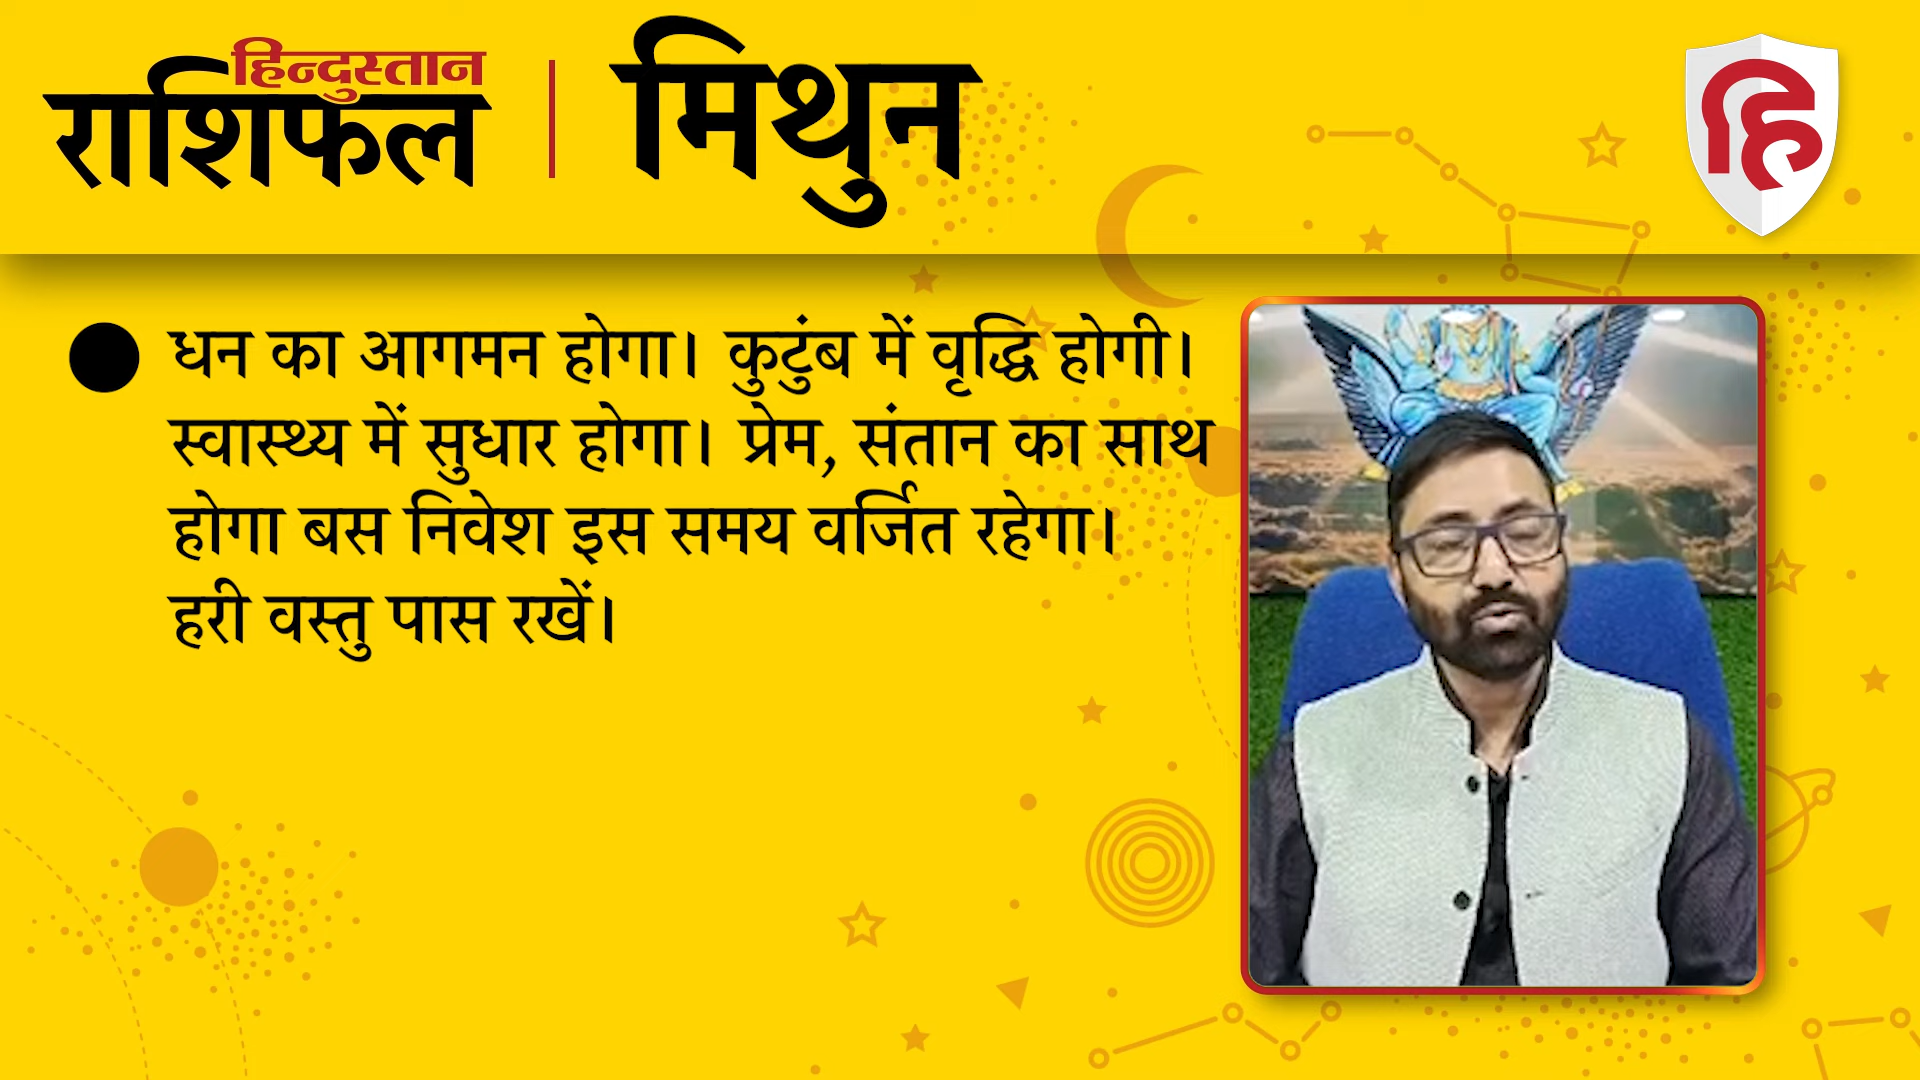 हिन्दुस्तान
राशिफल
मिथुन
हि
धन का आगमन होगा। कुटुंब में वृद्धि होगी।
स्वास्थ्य में सुधार होगा। प्रेम, संतान का साथ
होगा बस निवेश इस समय वर्जित रहेगा।
हरी वस्तु पास रखें।